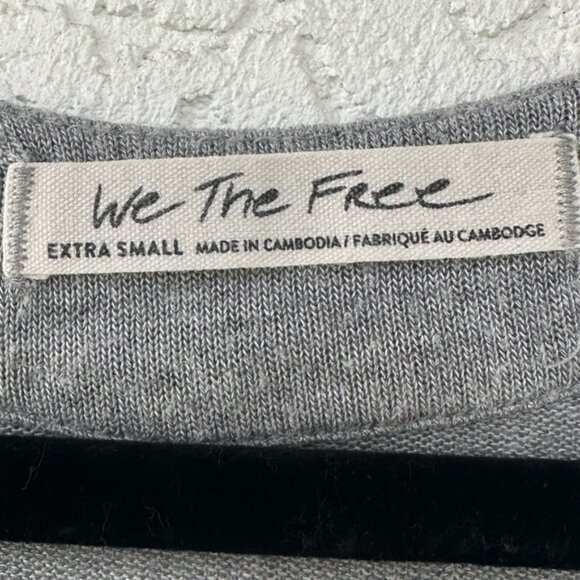 We The Free
EXTRA SMALL MADE IN CAMBODIA / FABRIQUÉ AU CAMBODGE